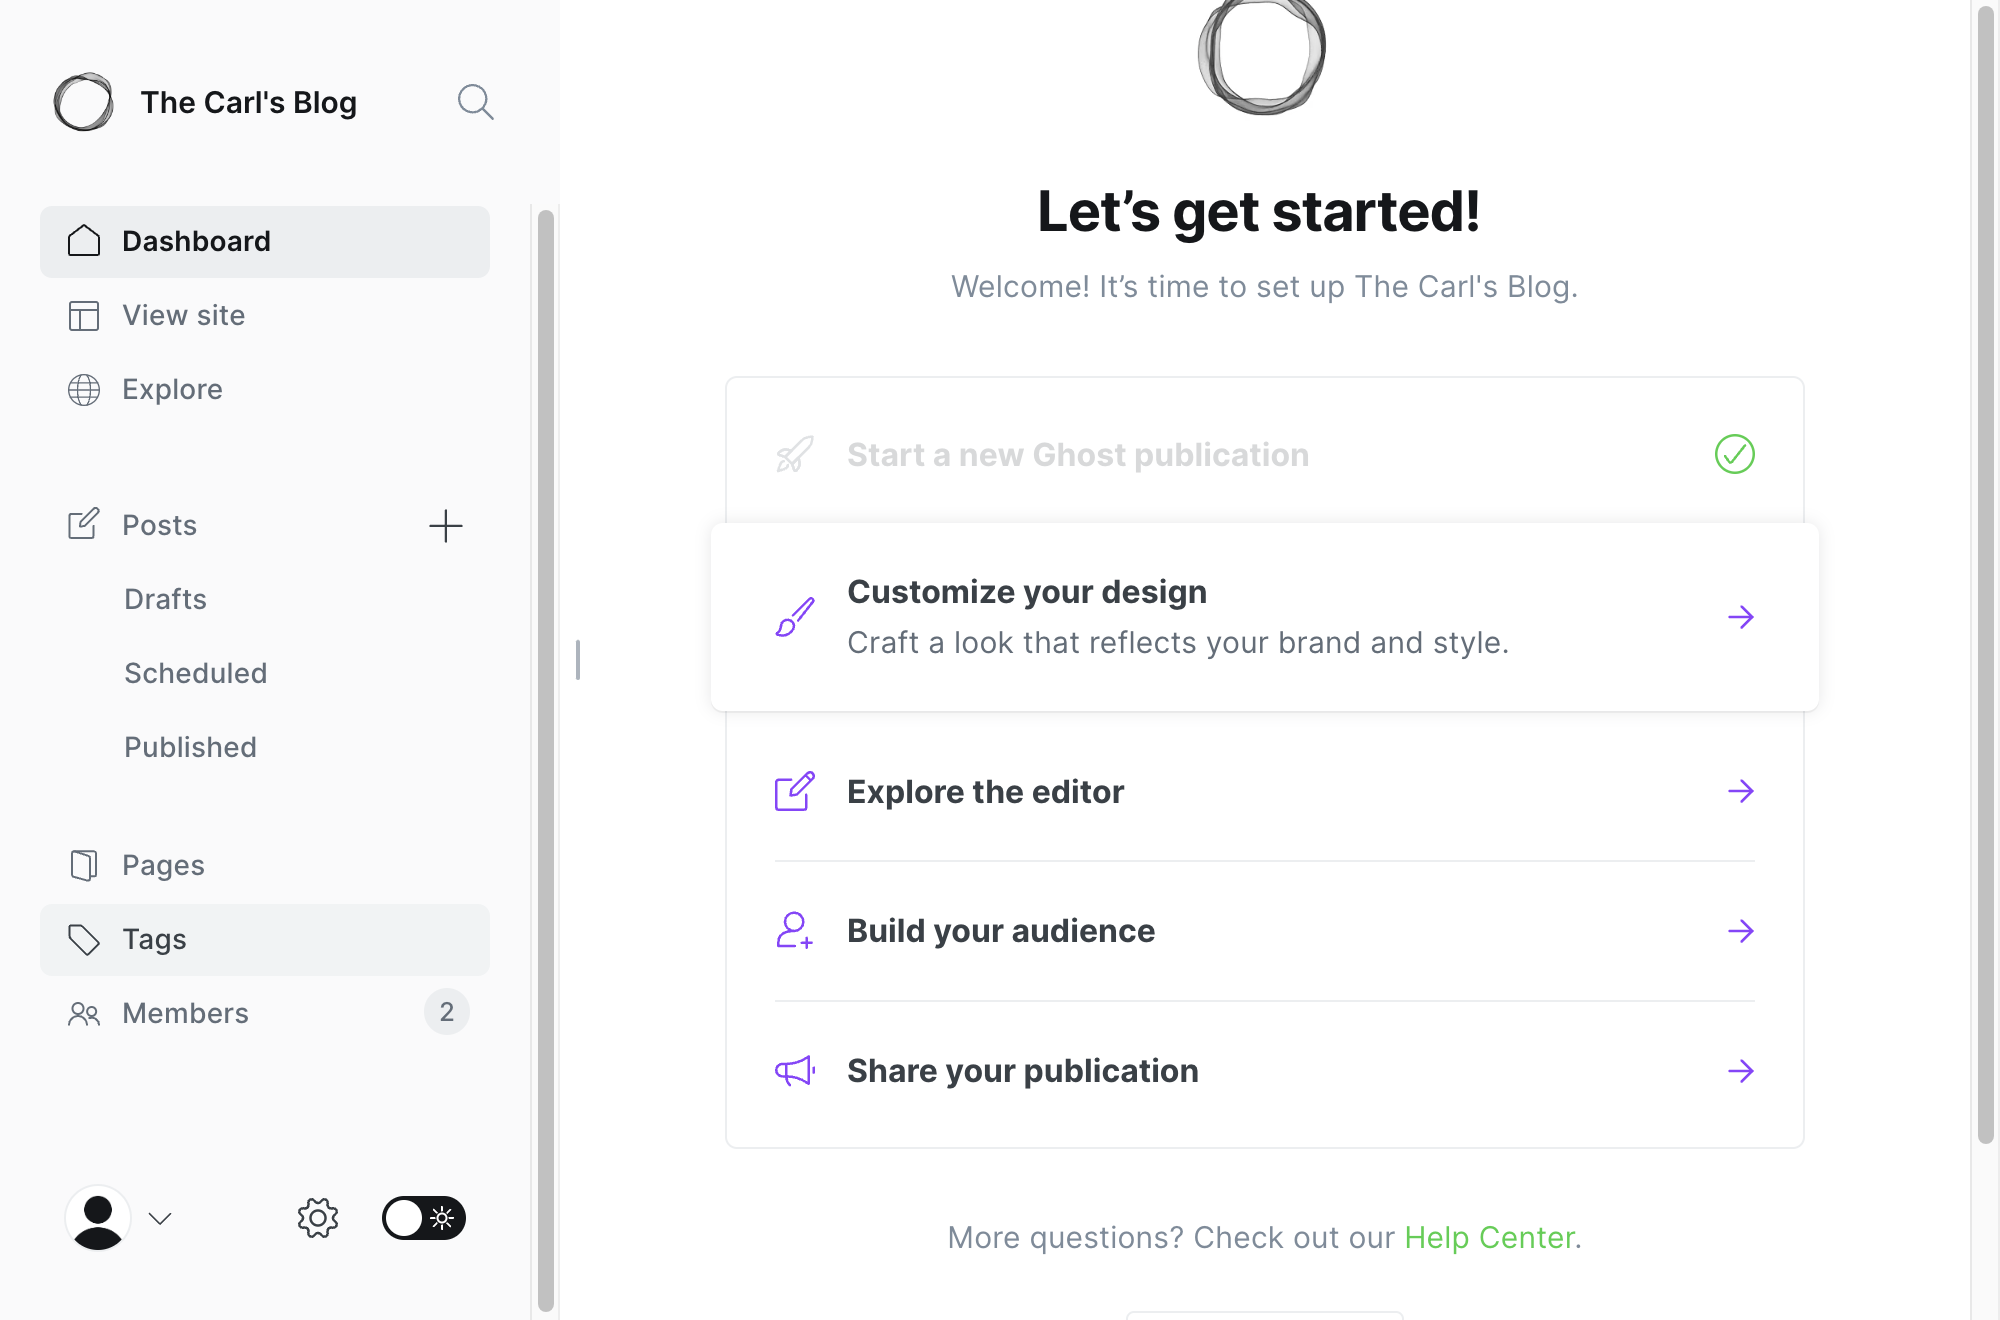 The Carl's Blog
Dashboard
View site
Explore
Posts
Drafts
Scheduled
Published
Pages
Tags
Members
2
Let’s get started!
Welcome! It’s time to set up The Carl's Blog.
Start a new Ghost publication
Customize your design
Craft a look that reflects your brand and style.
Explore the editor
Build your audience
Share your publication
More questions? Check out our Help Center.